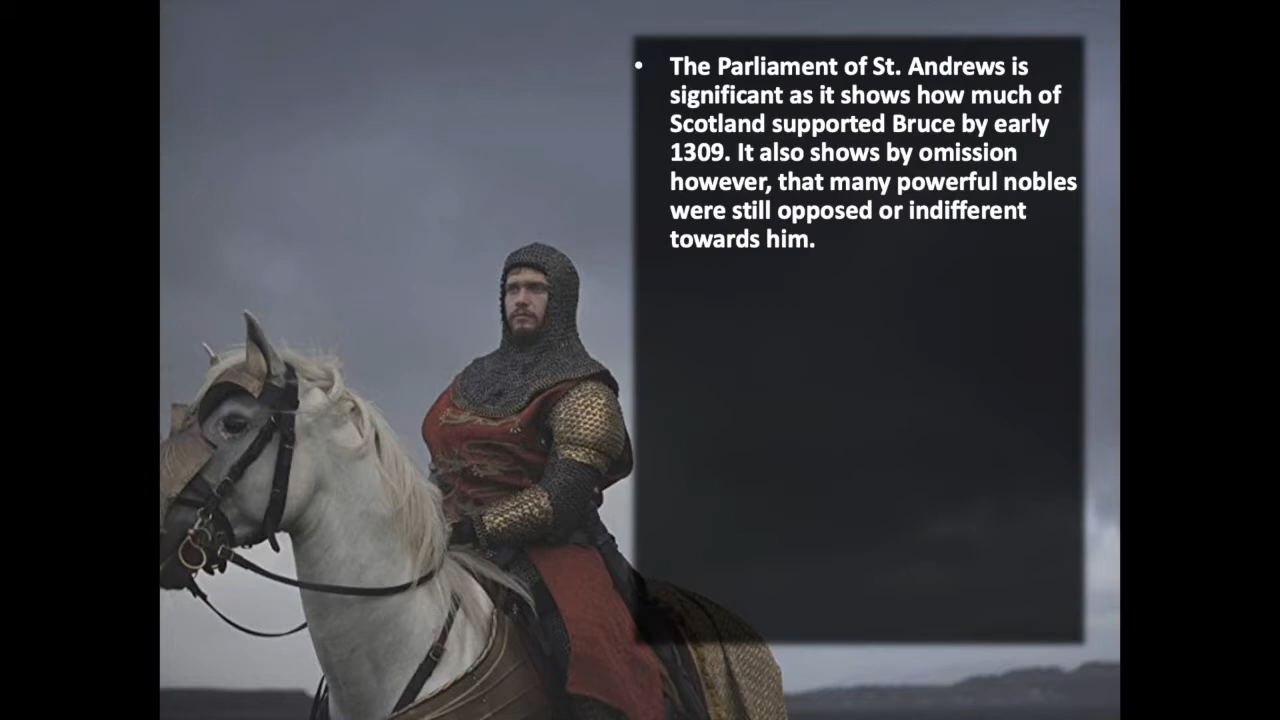 • The Parliament of St. Andrews is
significant as it shows how much of
Scotland supported Bruce by early
1309. It also shows by omission
however, that many powerful nobles
were still opposed or indifferent
towards him.